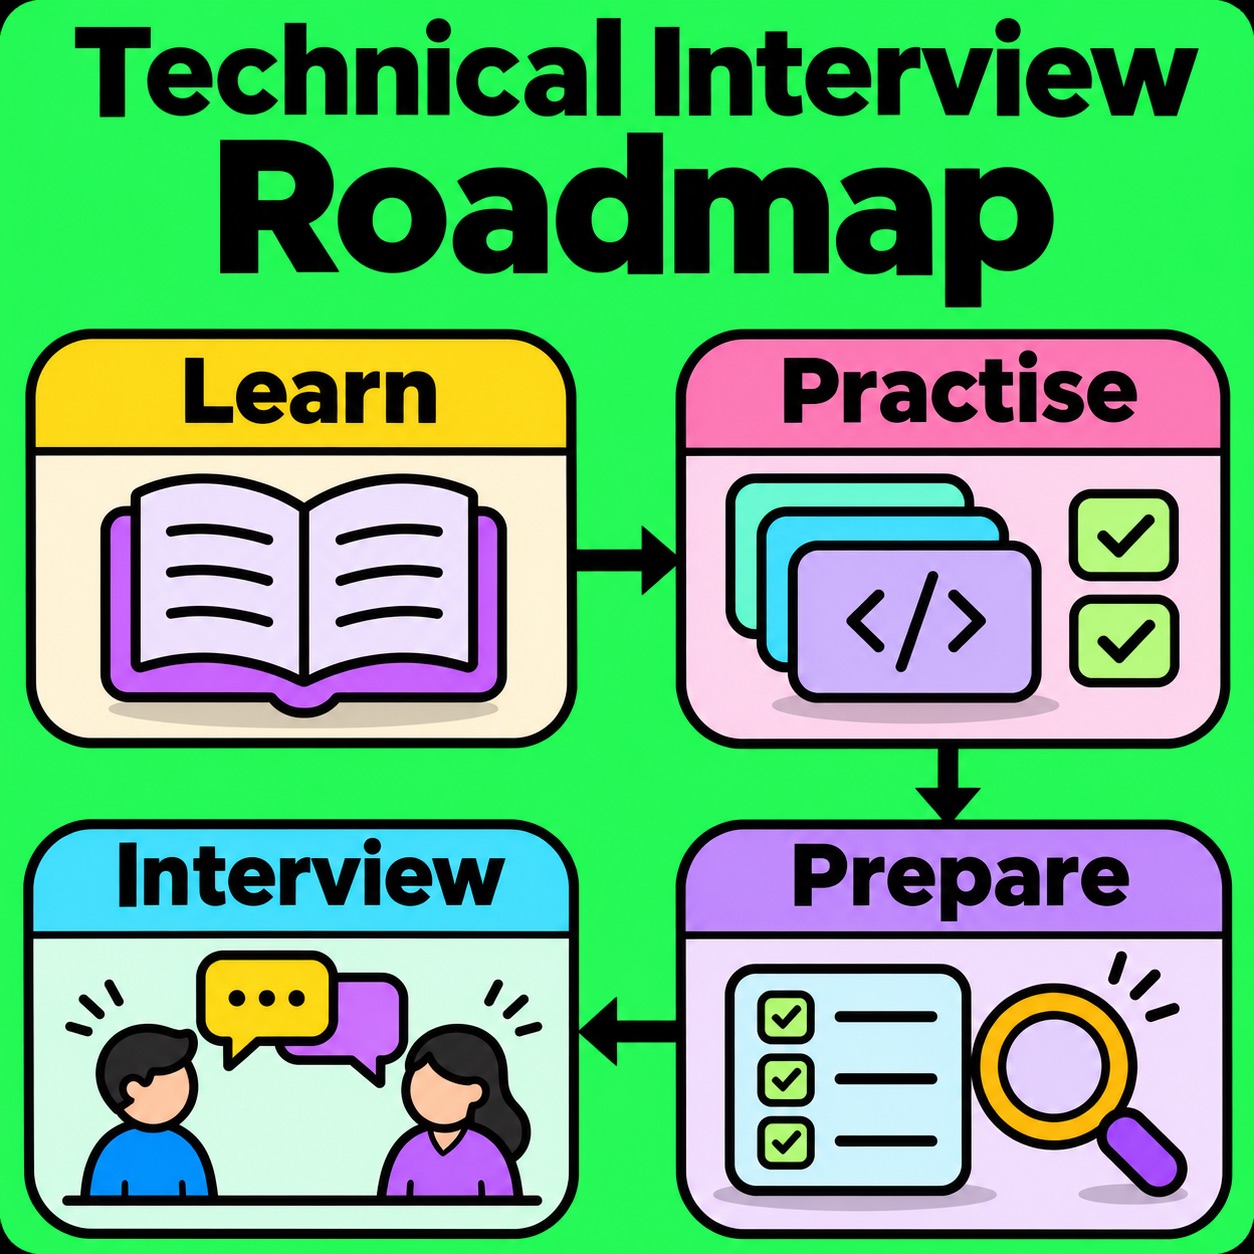 Technical Interview
Roadmap
Learn
Practise
</>
Interview
Prepare